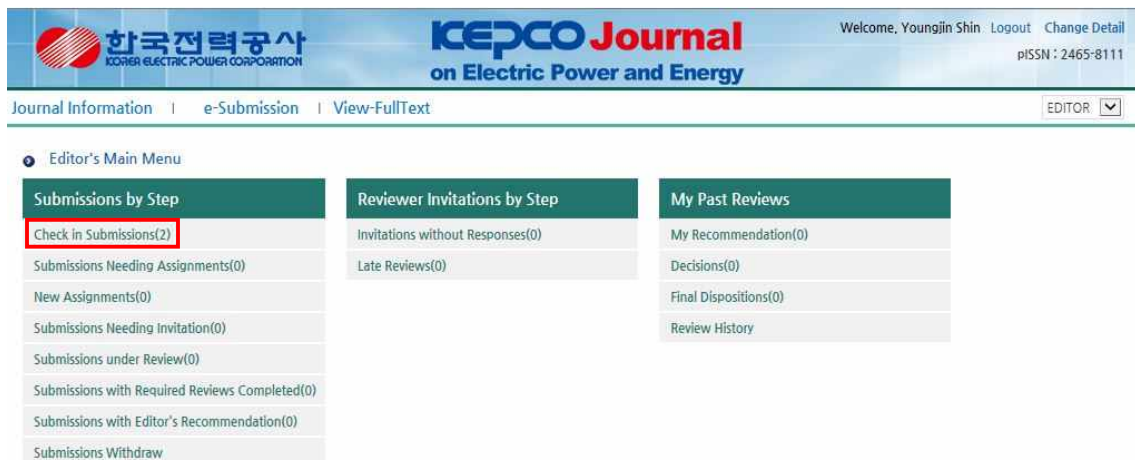 한국전력공사
KOREA ELECTRIC POWER CORPORATION
KEPCO Journal
on Electric Power and Energy
Welcome, Youngjin Shin Logout Change Detail
pISSN : 2465-8111
Journal Information | e-Submission | View-FullText
EDITOR
Editor's Main Menu
Submissions by Step
Check in Submissions(2)
Submissions Needing Assignments(0)
New Assignments(0)
Submissions Needing Invitation(0)
Submissions under Review(0)
Submissions with Required Reviews Completed(0)
Submissions with Editor's Recommendation(0)
Submissions Withdraw
Reviewer Invitations by Step
Invitations without Responses(0)
Late Reviews(0)
My Past Reviews
My Recommendation(0)
Decisions(0)
Final Dispositions(0)
Review History